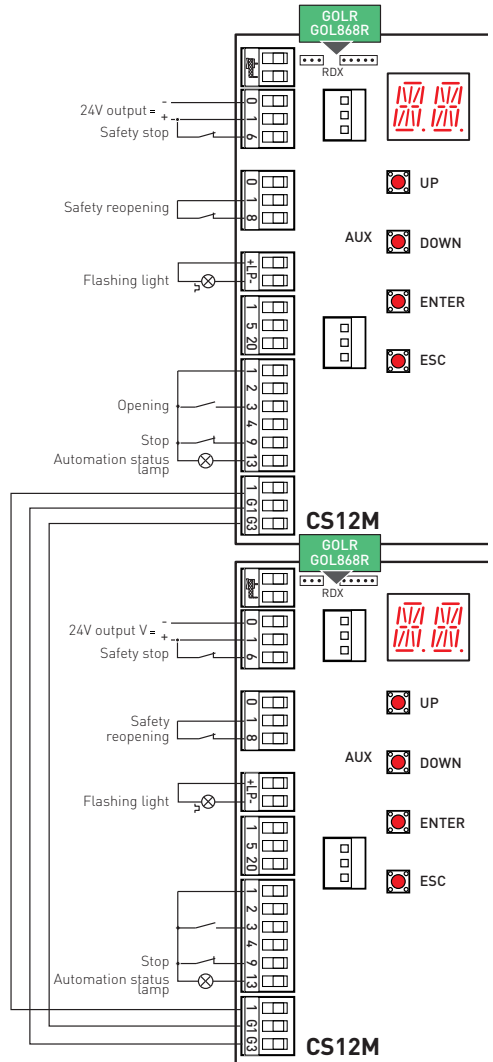 GOLR
GOL868R
RDX
0
1
6
24V output =
-
+
Safety stop
UP
0
1
8
Safety reopening
AUX
DOWN
+LP-
Flashing light
ENTER
1
5
20
ESC
1
2
3
4
9
13
Opening
Stop
Automation status
lamp
1
G1
G3
CS12M
GOLR
GOL868R
RDX
0
1
6
24V output V=
-
+
Safety stop
UP
0
1
8
Safety
reopening
AUX
DOWN
+LP-
Flashing light
ENTER
1
5
20
ESC
1
2
3
4
9
13
Stop
Automation status
lamp
1
G1
G3
CS12M